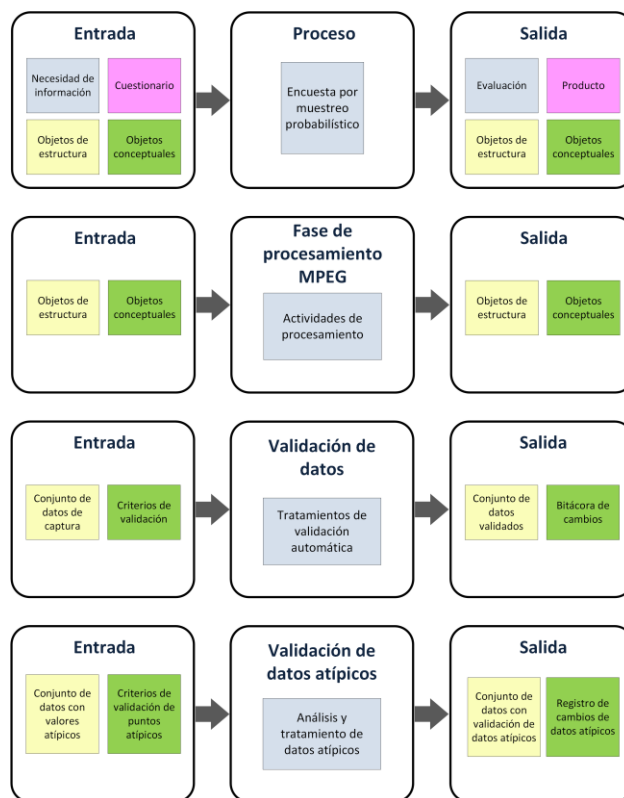 Entrada
Necesidad de
información
Cuestionario
Objetos de
estructura
Objetos
conceptuales
Proceso
Encuesta por
muestreo
probabilístico
Salida
Evaluación
Producto
Objetos de
estructura
Objetos
conceptuales
Entrada
Objetos de
estructura
Objetos
conceptuales
Fase de
procesamiento
MPEG
Actividades de
procesamiento
Salida
Objetos de
estructura
Objetos
conceptuales
Entrada
Conjunto de
datos de
captura
Criterios de
validación
Validación de
datos
Tratamientos de
validación
automática
Salida
Conjunto de
datos
validados
Bitácora de
cambios
Entrada
Conjunto de
datos con
valores
atípicos
Criterios de
validación de
puntos
atípicos
Validación de
datos atípicos
Análisis y
tratamiento de
datos atípicos
Salida
Conjunto de
datos con
validación de
datos atípicos
Registro de
cambios de
datos atípicos